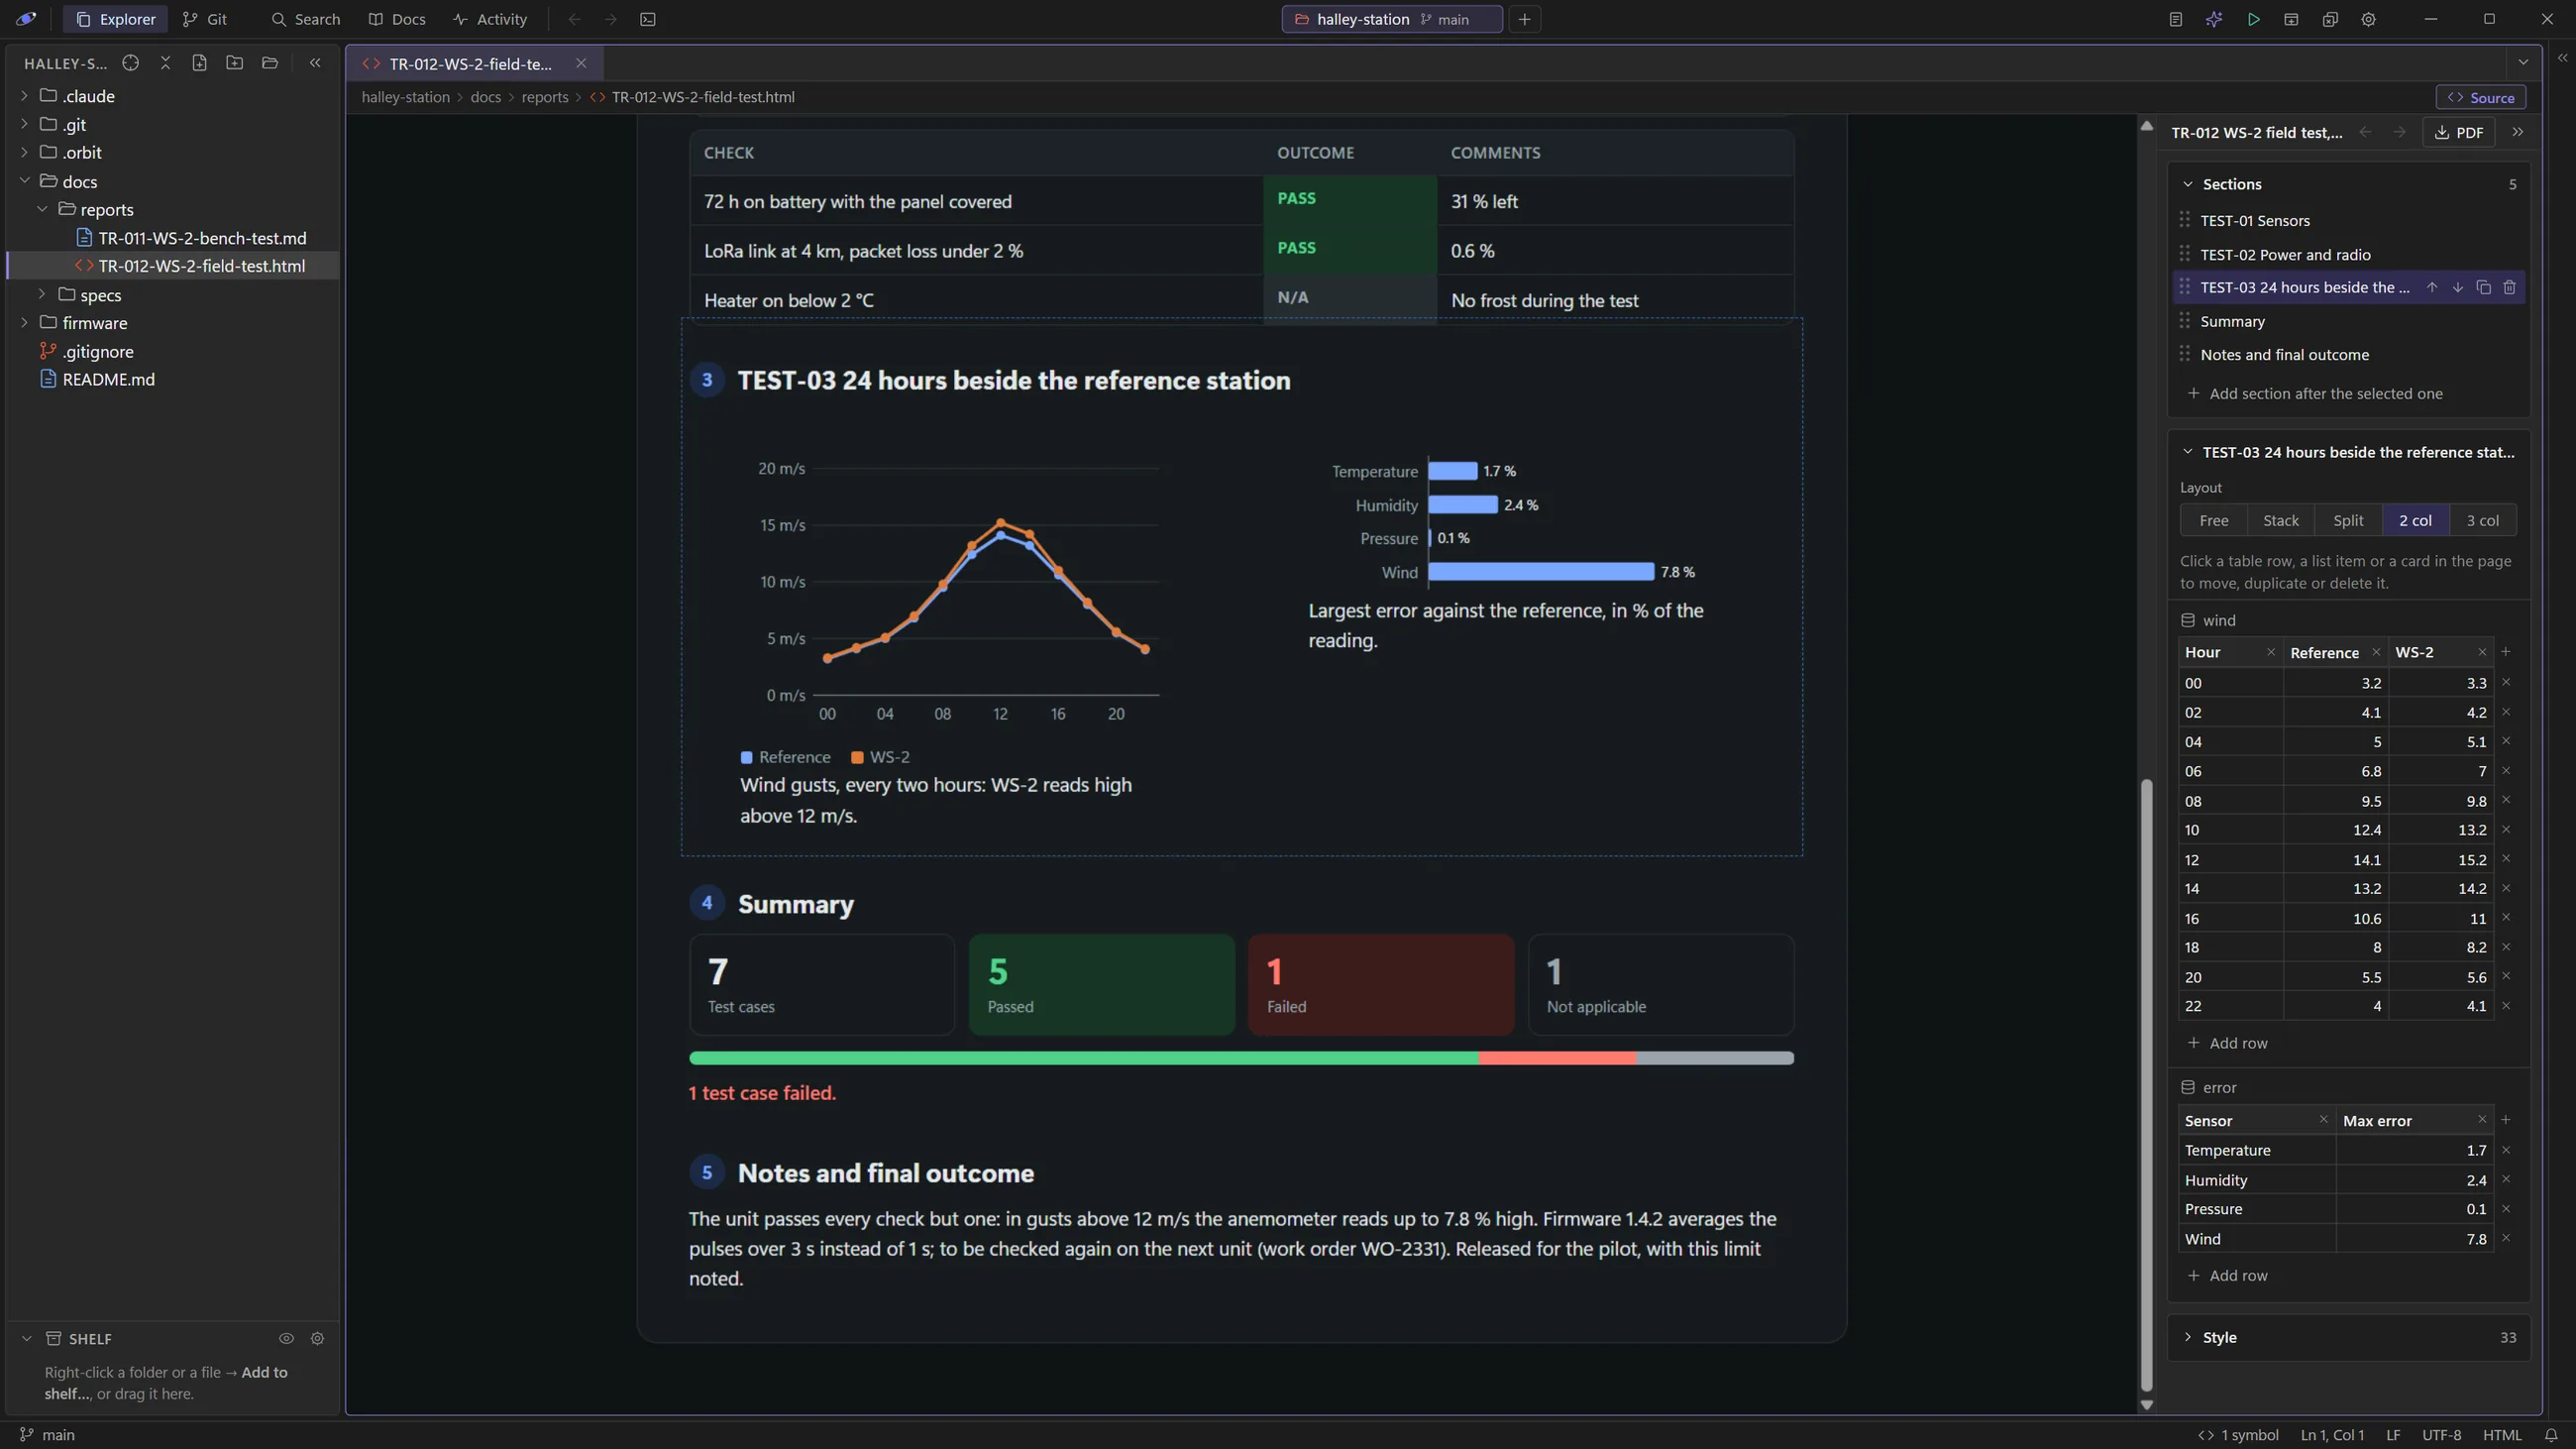 Explorer
Git
Search
Docs
Activity
halley-station
main
HALLEY-S...
.claude
.git
.orbit
docs
reports
TR-011-WS-2-bench-test.md
TR-012-WS-2-field-test.html
specs
firmware
.gitignore
README.md
SHELF
Right-click a folder or a file → Add to
shelf..., or drag it here.
TR-012-WS-2-field-te...
halley-station > docs > reports > TR-012-WS-2-field-test.html
Source
CHECK OUTCOME COMMENTS
72 h on battery with the panel covered PASS 31 % left
LoRa link at 4 km, packet loss under 2 % PASS 0.6 %
Heater on below 2 °C N/A No frost during the test
3 TEST-03 24 hours beside the reference station
20 m/s
15 m/s
10 m/s
5 m/s
0 m/s
00 04 08 12 16 20
Reference WS-2
Wind gusts, every two hours: WS-2 reads high
above 12 m/s.
Temperature 1.7 %
Humidity 2.4 %
Pressure 0.1 %
Wind 7.8 %
Largest error against the reference, in % of the
reading.
4 Summary
7
Test cases
5
Passed
1
Failed
1
Not applicable
1 test case failed.
5 Notes and final outcome
The unit passes every check but one: in gusts above 12 m/s the anemometer reads up to 7.8 % high. Firmware 1.4.2 averages the
pulses over 3 s instead of 1 s; to be checked again on the next unit (work order WO-2331). Released for the pilot, with this limit
noted.
TR-012 WS-2 field test,...
PDF
Sections 5
TEST-01 Sensors
TEST-02 Power and radio
TEST-03 24 hours beside the ...
Summary
Notes and final outcome
Add section after the selected one
TEST-03 24 hours beside the reference stat...
Layout
Free Stack Split 2 col 3 col
Click a table row, a list item or a card in the page
to move, duplicate or delete it.
wind
Hour Reference WS-2
00 3.2 3.3
02 4.1 4.2
04 5 5.1
06 6.8 7
08 9.5 9.8
10 12.4 13.2
12 14.1 15.2
14 13.2 14.2
16 10.6 11
18 8 8.2
20 5.5 5.6
22 4 4.1
Add row
error
Sensor Max error
Temperature 1.7
Humidity 2.4
Pressure 0.1
Wind 7.8
Add row
Style 33
main
1 symbol
Ln 1, Col 1
LF
UTF-8
HTML